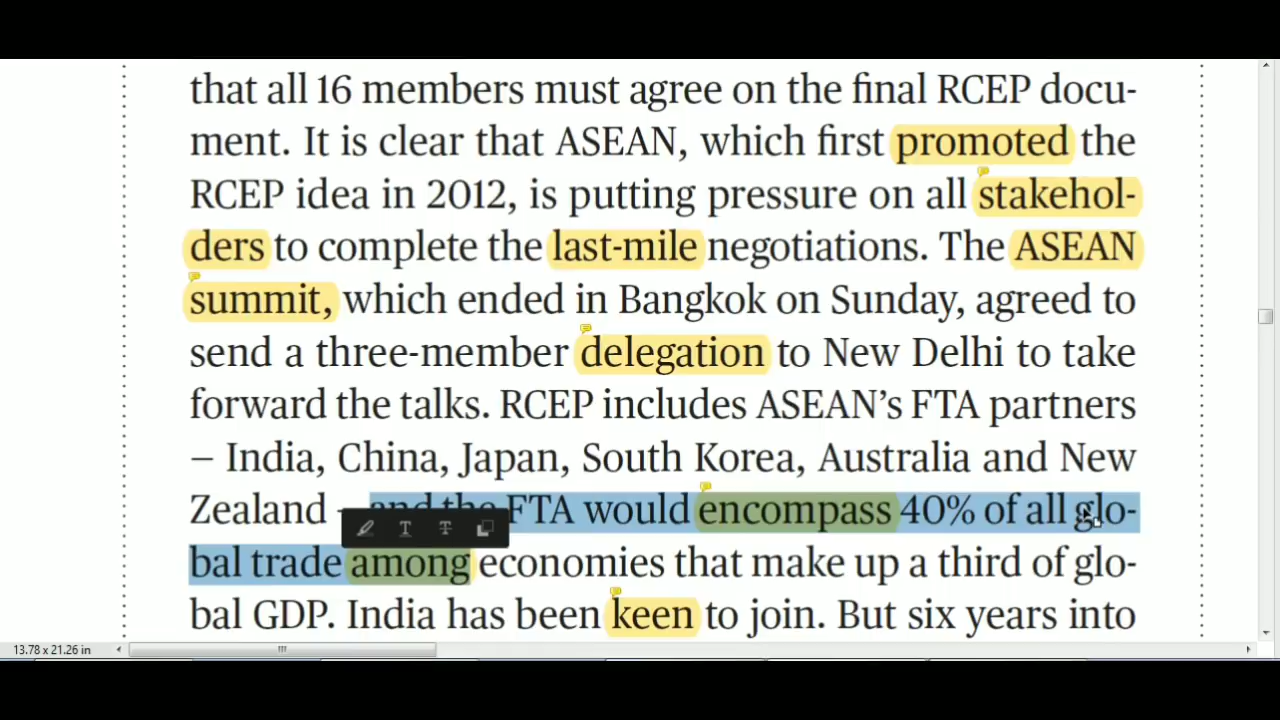 that all 16 members must agree on the final RCEP docu-
ment. It is clear that ASEAN, which first promoted the
RCEP idea in 2012, is putting pressure on all stakehol-
ders to complete the last-mile negotiations. The ASEAN
summit, which ended in Bangkok on Sunday, agreed to
send a three-member delegation to New Delhi to take
forward the talks. RCEP includes ASEAN’s FTA partners
– India, China, Japan, South Korea, Australia and New
Zealand – and the FTA would encompass 40% of all glo-
bal trade among economies that make up a third of glo-
bal GDP. India has been keen to join. But six years into
13.78 x 21.26 in